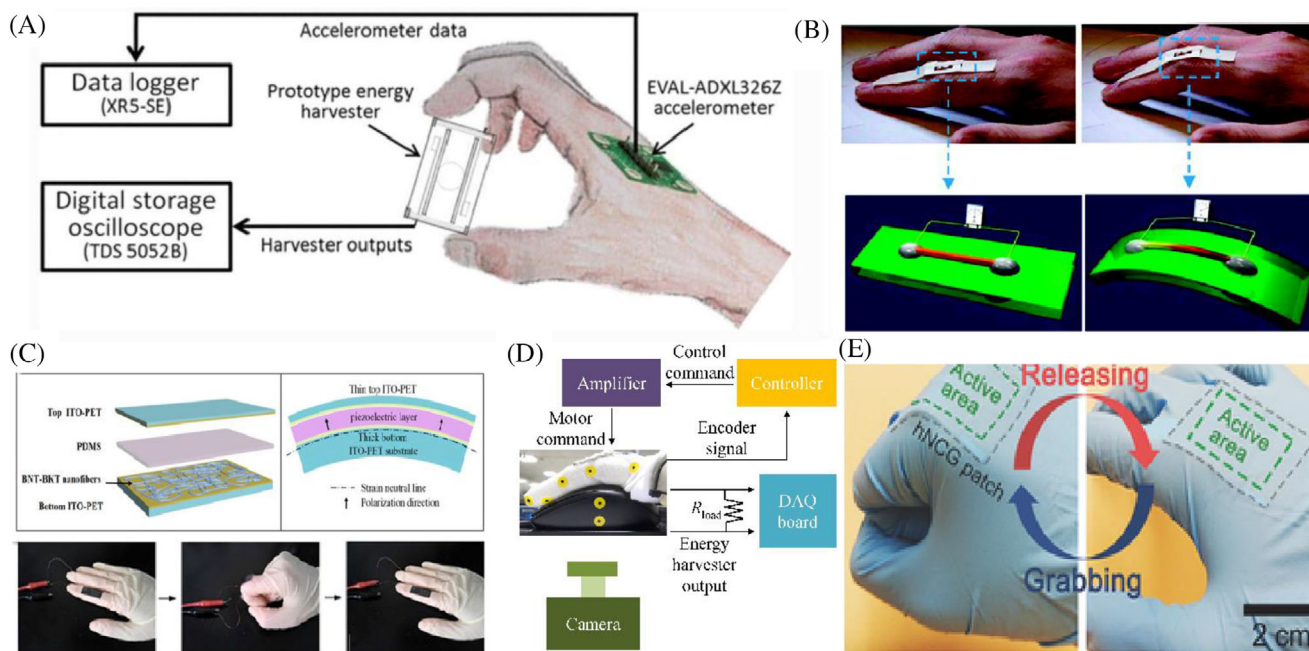 (A)
Accelerometer data
Data logger
(XR5-SE)
Prototype energy
harvester
EVAL-ADXL326Z
accelerometer
Digital storage
oscilloscope
(TDS 5052B)
Harvester outputs
(B)
(C)
Top ITO-PET
PDMS
BNT-BKT nanofibers
Bottom ITO-PET
Thin top ITO-PET
piezoelectric layer
Thick bottom
ITO-PET substrate
Strain neutral line
Polarization direction
(D)
Amplifier
Control
command
Controller
Motor
command
Encoder
signal
Rload
DAQ
board
Energy
harvester
output
Camera
(E)
Active
area
hNCG patch
Releasing
Grabbing
Active
area
2 cm